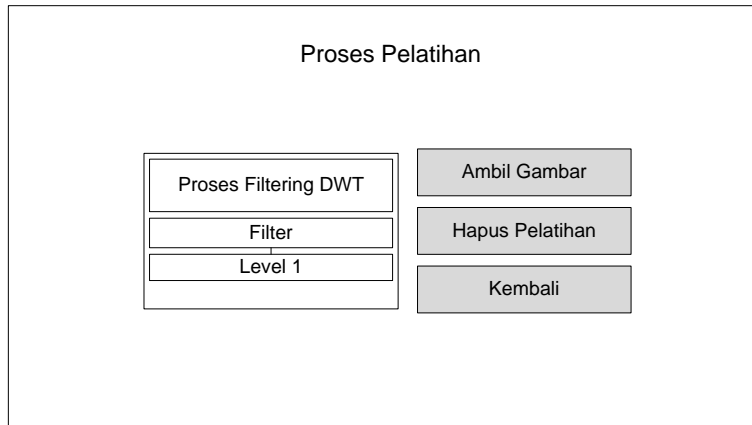 Proses Pelatihan
Proses Filtering DWT
Filter
Level 1
Ambil Gambar
Hapus Pelatihan
Kembali